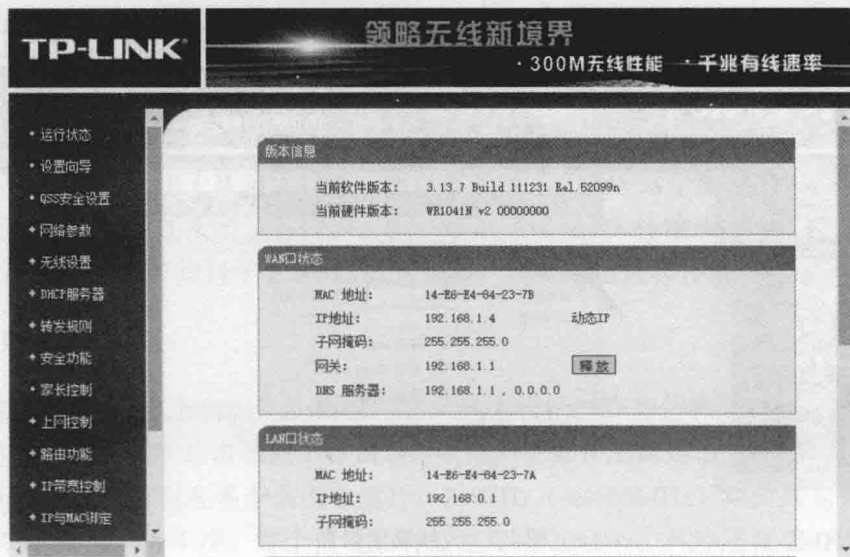 TP-LINK
领略无线新境界
·300M无线性能 ·千兆有线速率
• 运行状态
• 设置向导
• QSS安全设置
+ 网络参数
+ 无线设置
+ DHCP服务器
+ 转发规则
+ 安全功能
+ 家长控制
+ 上网控制
+ 路由功能
+ IP带宽控制
+ IP与MAC绑定
版本信息
当前软件版本: 3.13.7 Build 111231 Rel.52099n
当前硬件版本: WR1041N v2 00000000
WAN口状态
MAC 地址: 14-E6-E4-84-23-7B
IP地址: 192.168.1.4 动态IP
子网掩码: 255.255.255.0
网关: 192.168.1.1 释放
DNS 服务器: 192.168.1.1 , 0.0.0.0
LAN口状态
MAC 地址: 14-E6-E4-84-23-7A
IP地址: 192.168.0.1
子网掩码: 255.255.255.0